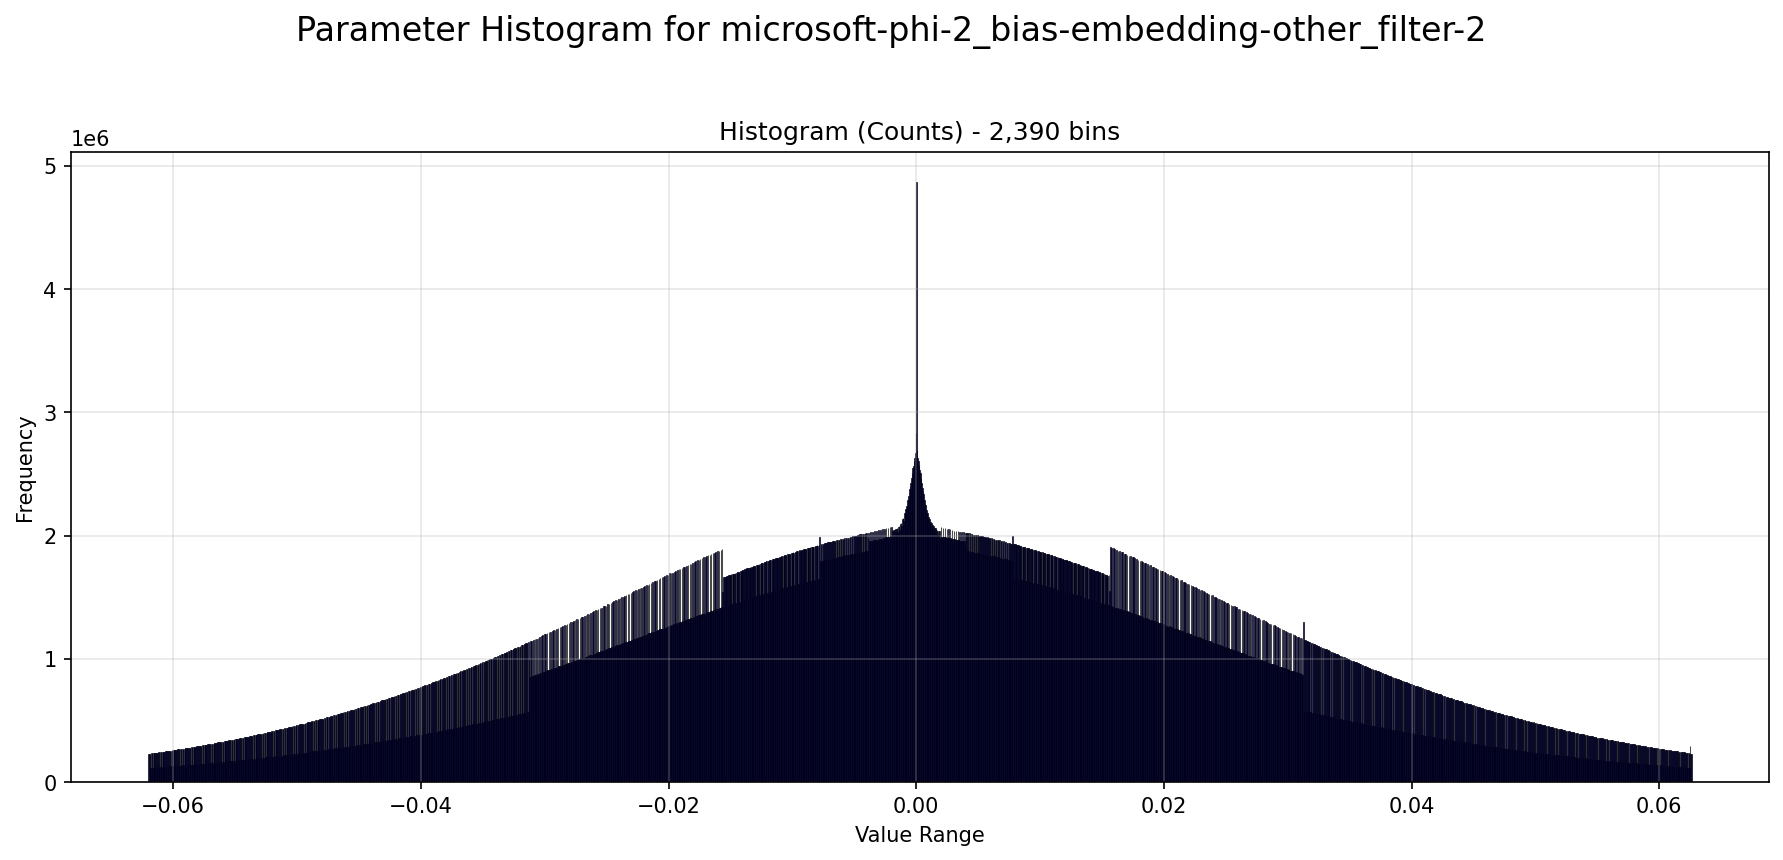 Parameter Histogram for microsoft-phi-2_bias-embedding-other_filter-2
Histogram (Counts) - 2,390 bins
1e6
5
4
3
2
1
0
Frequency
−0.06 −0.04 −0.02 0.00 0.02 0.04 0.06
Value Range